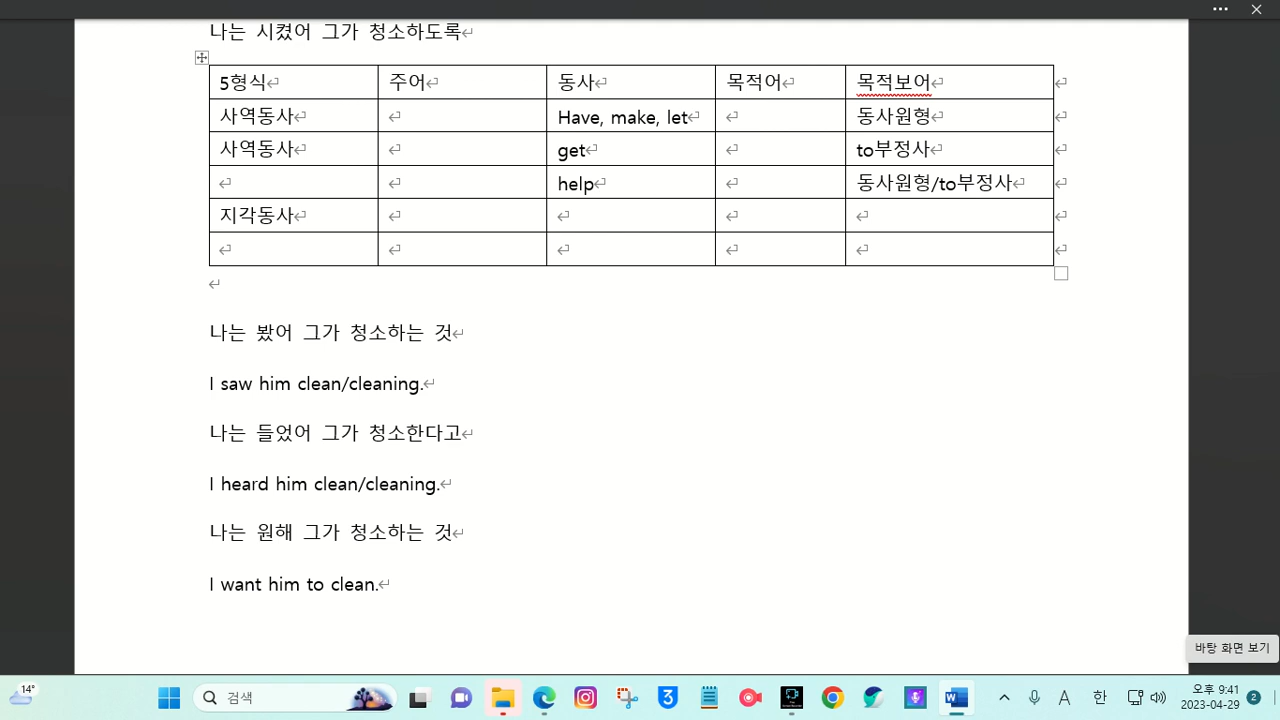 나는 시켰어 그가 청소하도록
5형식 주어 동사 목적어 목적보어
사역동사 Have, make, let 동사원형
사역동사 get to부정사
help 동사원형/to부정사
지각동사
나는 봤어 그가 청소하는 것
I saw him clean/cleaning.
나는 들었어 그가 청소한다고
I heard him clean/cleaning.
나는 원해 그가 청소하는 것
I want him to clean.
바탕 화면 보기
14°
검색
3
A
한
오후 9:41
2023-04-29
2